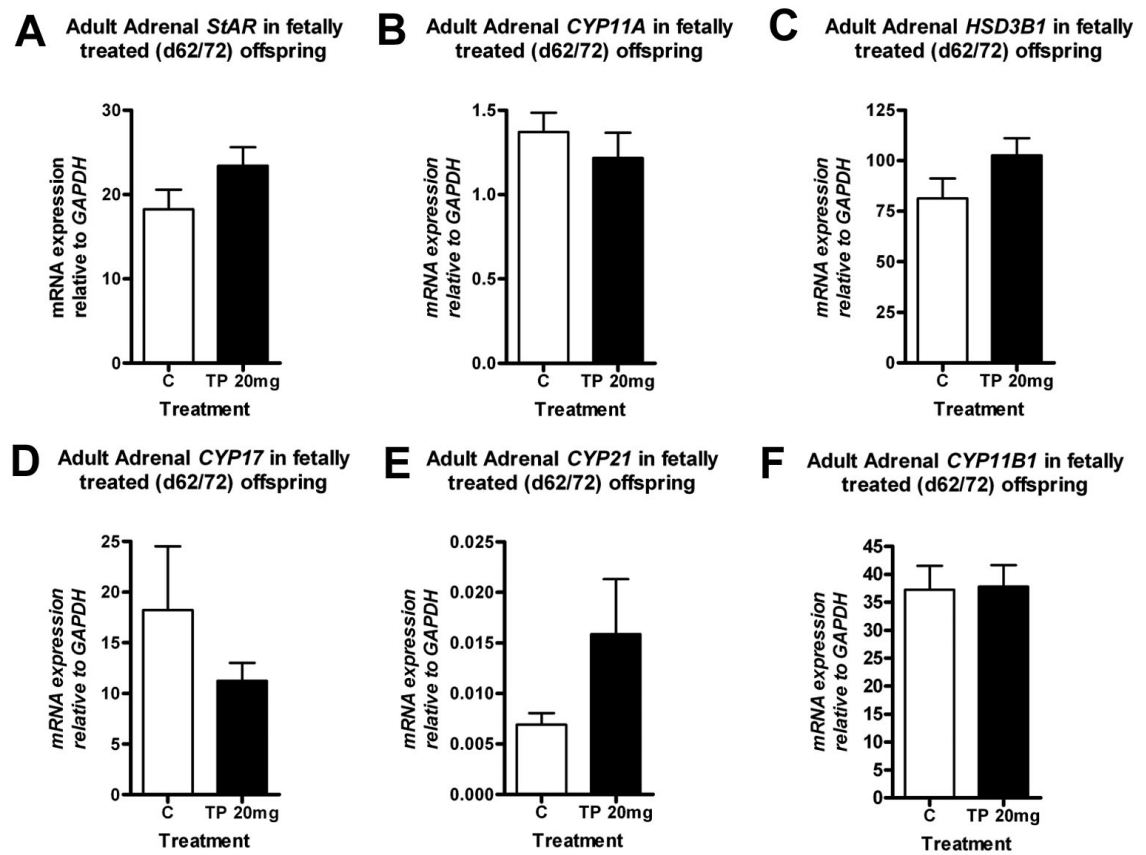 A
Adult Adrenal StAR in fetally
treated (d62/72) offspring
mRNA expression
relative to GAPDH
30
20
10
0
C
TP 20mg
Treatment
B
Adult Adrenal CYP11A in fetally
treated (d62/72) offspring
mRNA expression
relative to GAPDH
1.5
1.0
0.5
0.0
C
TP 20mg
Treatment
C
Adult Adrenal HSD3B1 in fetally
treated (d62/72) offspring
mRNA expression
relative to GAPDH
125
100
75
50
25
0
C
TP 20mg
Treatment
D
Adult Adrenal CYP17 in fetally
treated (d62/72) offspring
mRNA expression
relative to GAPDH
25
20
15
10
5
0
C
TP 20mg
Treatment
E
Adult Adrenal CYP21 in fetally
treated (d62/72) offspring
mRNA expression
relative to GAPDH
0.025
0.020
0.015
0.010
0.005
0.000
C
TP 20mg
Treatment
F
Adult Adrenal CYP11B1 in fetally
treated (d62/72) offspring
mRNA expression
relative to GAPDH
45
40
35
30
25
20
15
10
5
0
C
TP 20mg
Treatment